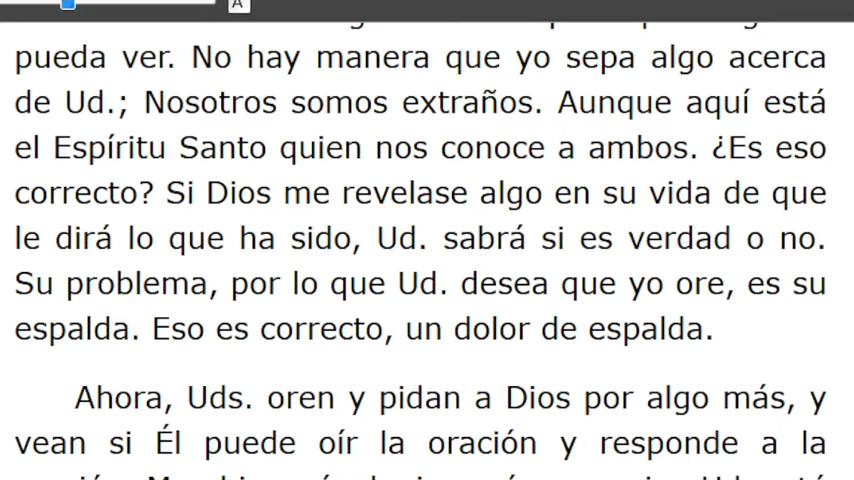 A
pueda ver. No hay manera que yo sepa algo acerca
de Ud.; Nosotros somos extraños. Aunque aquí está
el Espíritu Santo quien nos conoce a ambos. ¿Es eso
correcto? Si Dios me revelase algo en su vida de que
le dirá lo que ha sido, Ud. sabrá si es verdad o no.
Su problema, por lo que Ud. desea que yo ore, es su
espalda. Eso es correcto, un dolor de espalda.
Ahora, Uds. oren y pidan a Dios por algo más, y
vean si Él puede oír la oración y responde a la